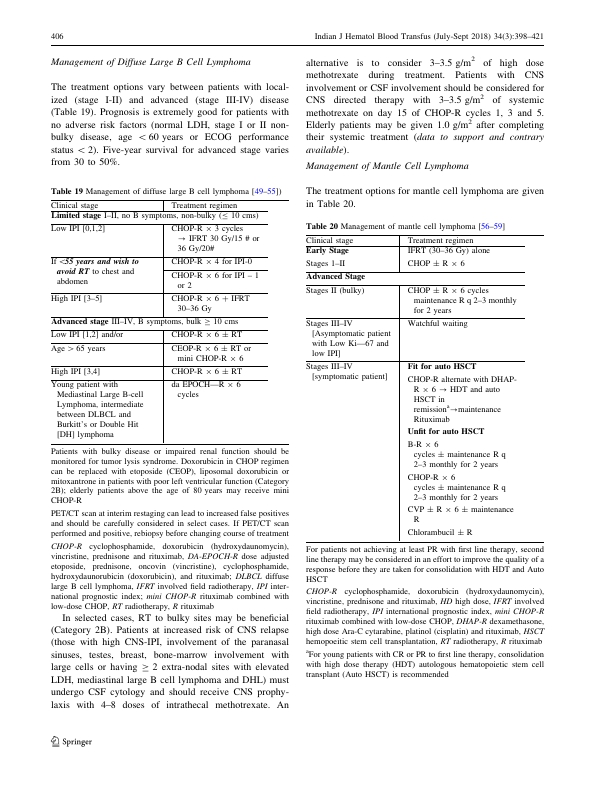 406
Indian J Hematol Blood Transfus (July-Sept 2018) 34(3):398–421
Management of Diffuse Large B Cell Lymphoma
The treatment options vary between patients with local-
ized (stage I-II) and advanced (stage III-IV) disease
(Table 19). Prognosis is extremely good for patients with
no adverse risk factors (normal LDH, stage I or II non-
bulky disease, age < 60 years or ECOG performance
status < 2). Five-year survival for advanced stage varies
from 30 to 50%.
Table 19 Management of diffuse large B cell lymphoma [49–55])
Clinical stage
Treatment regimen
Limited stage I–II, no B symptoms, non-bulky (≤ 10 cms)
Low IPI [0,1,2]
CHOP-R × 3 cycles
→ IFRT 30 Gy/15 # or
36 Gy/20#
If <55 years and wish to
avoid RT to chest and
abdomen
CHOP-R × 4 for IPI-0
CHOP-R × 6 for IPI – 1
or 2
High IPI [3–5]
CHOP-R × 6 + IFRT
30–36 Gy
Advanced stage III–IV, B symptoms, bulk ≥ 10 cms
Low IPI [1,2] and/or
CHOP-R × 6 ± RT
Age > 65 years
CEOP-R × 6 ± RT or
mini CHOP-R × 6
High IPI [3,4]
CHOP-R × 6 ± RT
Young patient with
Mediastinal Large B-cell
Lymphoma, intermediate
between DLBCL and
Burkitt's or Double Hit
[DH] lymphoma
da EPOCH—R × 6
cycles
Patients with bulky disease or impaired renal function should be
monitored for tumor lysis syndrome. Doxorubicin in CHOP regimen
can be replaced with etoposide (CEOP), liposomal doxorubicin or
mitoxantrone in patients with poor left ventricular function (Category
2B); elderly patients above the age of 80 years may receive mini
CHOP-R
PET/CT scan at interim restaging can lead to increased false positives
and should be carefully considered in select cases. If PET/CT scan
performed and positive, rebiopsy before changing course of treatment
CHOP-R cyclophosphamide, doxorubicin (hydroxydaunomycin),
vincristine, prednisone and rituximab, DA-EPOCH-R dose adjusted
etoposide, prednisone, oncovin (vincristine), cyclophosphamide,
hydroxydaunorubicin (doxorubicin), and rituximab; DLBCL diffuse
large B cell lymphoma, IFRT involved field radiotherapy, IPI inter-
national prognostic index; mini CHOP-R rituximab combined with
low-dose CHOP, RT radiotherapy, R rituximab
In selected cases, RT to bulky sites may be beneficial
(Category 2B). Patients at increased risk of CNS relapse
(those with high CNS-IPI, involvement of the paranasal
sinuses, testes, breast, bone-marrow involvement with
large cells or having ≥ 2 extra-nodal sites with elevated
LDH, mediastinal large B cell lymphoma and DHL) must
undergo CSF cytology and should receive CNS prophy-
laxis with 4–8 doses of intrathecal methotrexate. An
alternative is to consider 3–3.5 g/m² of high dose
methotrexate during treatment. Patients with CNS
involvement or CSF involvement should be considered for
CNS directed therapy with 3–3.5 g/m² of systemic
methotrexate on day 15 of CHOP-R cycles 1, 3 and 5.
Elderly patients may be given 1.0 g/m² after completing
their systemic treatment (data to support and contrary
available).
Management of Mantle Cell Lymphoma
The treatment options for mantle cell lymphoma are given
in Table 20.
Table 20 Management of mantle cell lymphoma [56–59]
Clinical stage
Treatment regimen
Early Stage
IFRT (30–36 Gy) alone
Stages 1–II
CHOP ± R × 6
Advanced Stage
Stages II (bulky)
CHOP ± R × 6 cycles
maintenance R q 2–3 monthly
for 2 years
Stages III–IV
[Asymptomatic patient
with Low Ki—67 and
low IPI]
Watchful waiting
Stages III–IV
[symptomatic patient]
Fit for auto HSCT
CHOP-R alternate with DHAP-
R × 6 → HDT and auto
HSCT in
remissionᵃ→maintenance
Rituximab
Unfit for auto HSCT
B-R × 6
cycles ± maintenance R q
2–3 monthly for 2 years
CHOP-R × 6
cycles ± maintenance R q
2–3 monthly for 2 years
CVP ± R × 6 ± maintenance
R
Chlorambucil ± R
For patients not achieving at least PR with first line therapy, second
line therapy may be considered in an effort to improve the quality of a
response before they are taken for consolidation with HDT and Auto
HSCT
CHOP-R cyclophosphamide, doxorubicin (hydroxydaunomycin),
vincristine, prednisone and rituximab, HD high dose, IFRT involved
field radiotherapy, IPI international prognostic index, mini CHOP-R
rituximab combined with low-dose CHOP, DHAP-R dexamethasone,
high dose Ara-C cytarabine, platinol (cisplatin) and rituximab, HSCT
hemopoeitic stem cell transplantation, RT radiotherapy, R rituximab
ᵃFor young patients with CR or PR to first line therapy, consolidation
with high dose therapy (HDT) autologous hematopoietic stem cell
transplant (Auto HSCT) is recommended
Springer